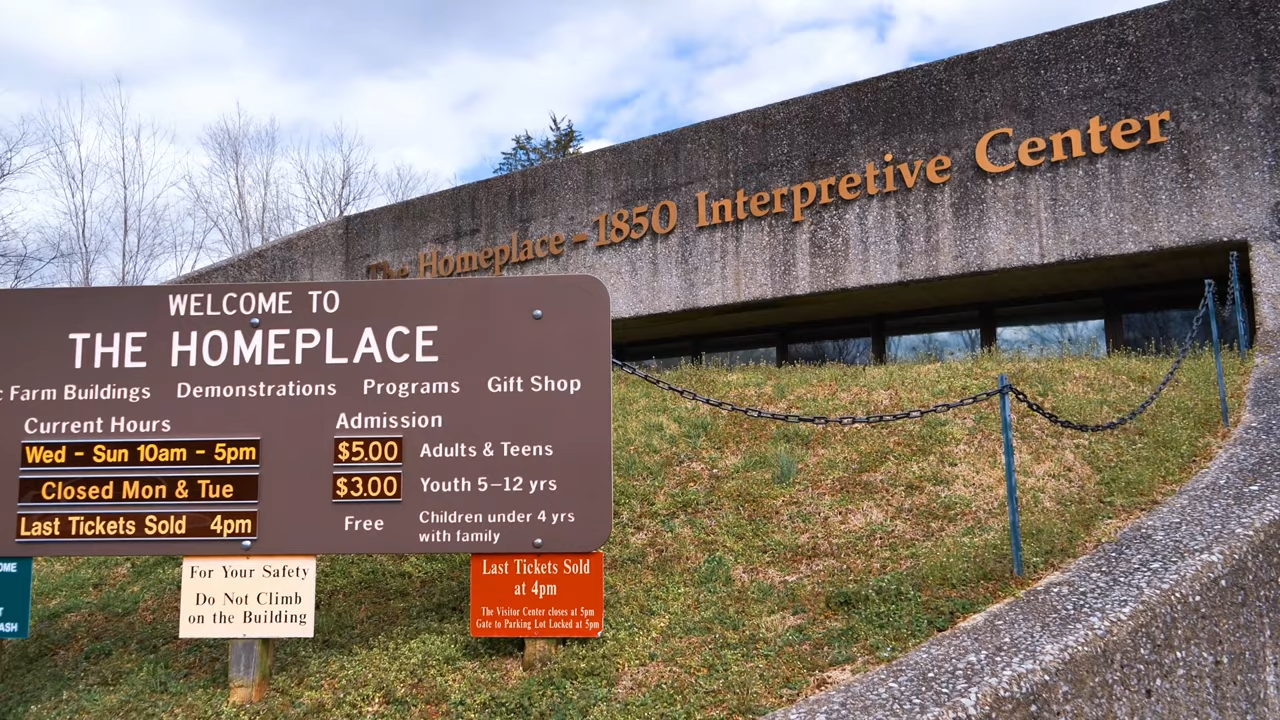 The Homeplace - 1850 Interpretive Center
WELCOME TO
THE HOMEPLACE
Farm Buildings Demonstrations Programs Gift Shop
Current Hours
Wed - Sun 10am - 5pm
Closed Mon & Tue
Last Tickets Sold 4pm
Admission
$5.00 Adults & Teens
$3.00 Youth 5-12 yrs
Free Children under 4 yrs
with family
For Your Safety
Do Not Climb
on the Building
Last Tickets Sold
at 4pm
The Visitor Center closes at 5pm
Gate to Parking Lot Locked at 5pm